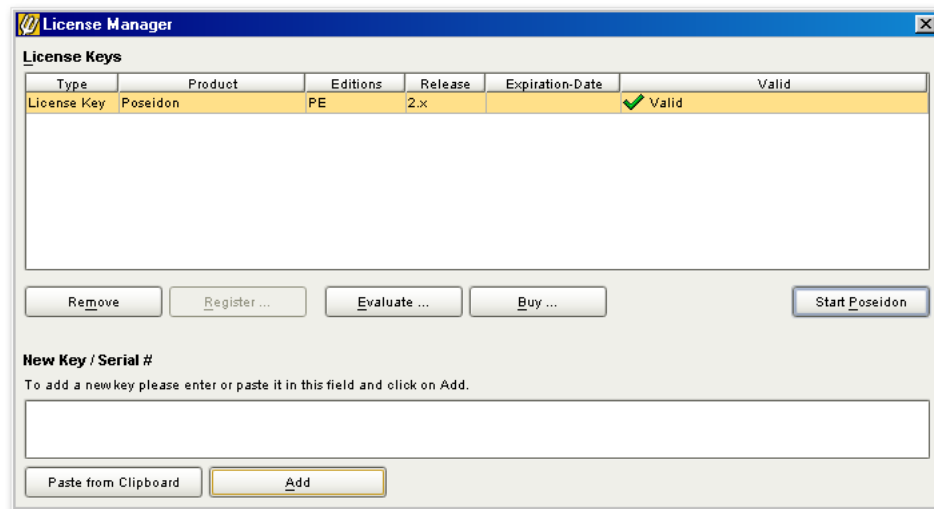 License Manager
License Keys
Type Product Editions Release Expiration-Date Valid
License Key Poseidon PE 2.x Valid
Remove Register ... Evaluate ... Buy ... Start Poseidon
New Key / Serial #
To add a new key please enter or paste it in this field and click on Add.
Paste from Clipboard Add